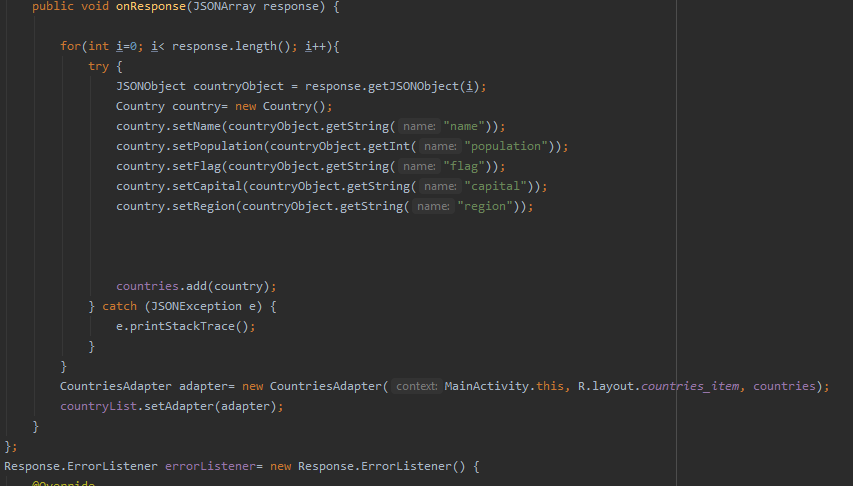 public void onResponse(JSONArray response) {
for(int i=0; i< response.length(); i++){
try {
JSONObject countryObject = response.getJSONObject(i);
Country country= new Country();
country.setName(countryObject.getString( name: "name"));
country.setPopulation(countryObject.getInt( name: "population"));
country.setFlag(countryObject.getString( name: "flag"));
country.setCapital(countryObject.getString( name: "capital"));
country.setRegion(countryObject.getString( name: "region"));
countries.add(country);
} catch (JSONException e) {
e.printStackTrace();
}
}
CountriesAdapter adapter= new CountriesAdapter( context: MainActivity.this, R.layout.countries_item, countries);
countryList.setAdapter(adapter);
}
};
Response.ErrorListener errorListener= new Response.ErrorListener() {
@Override